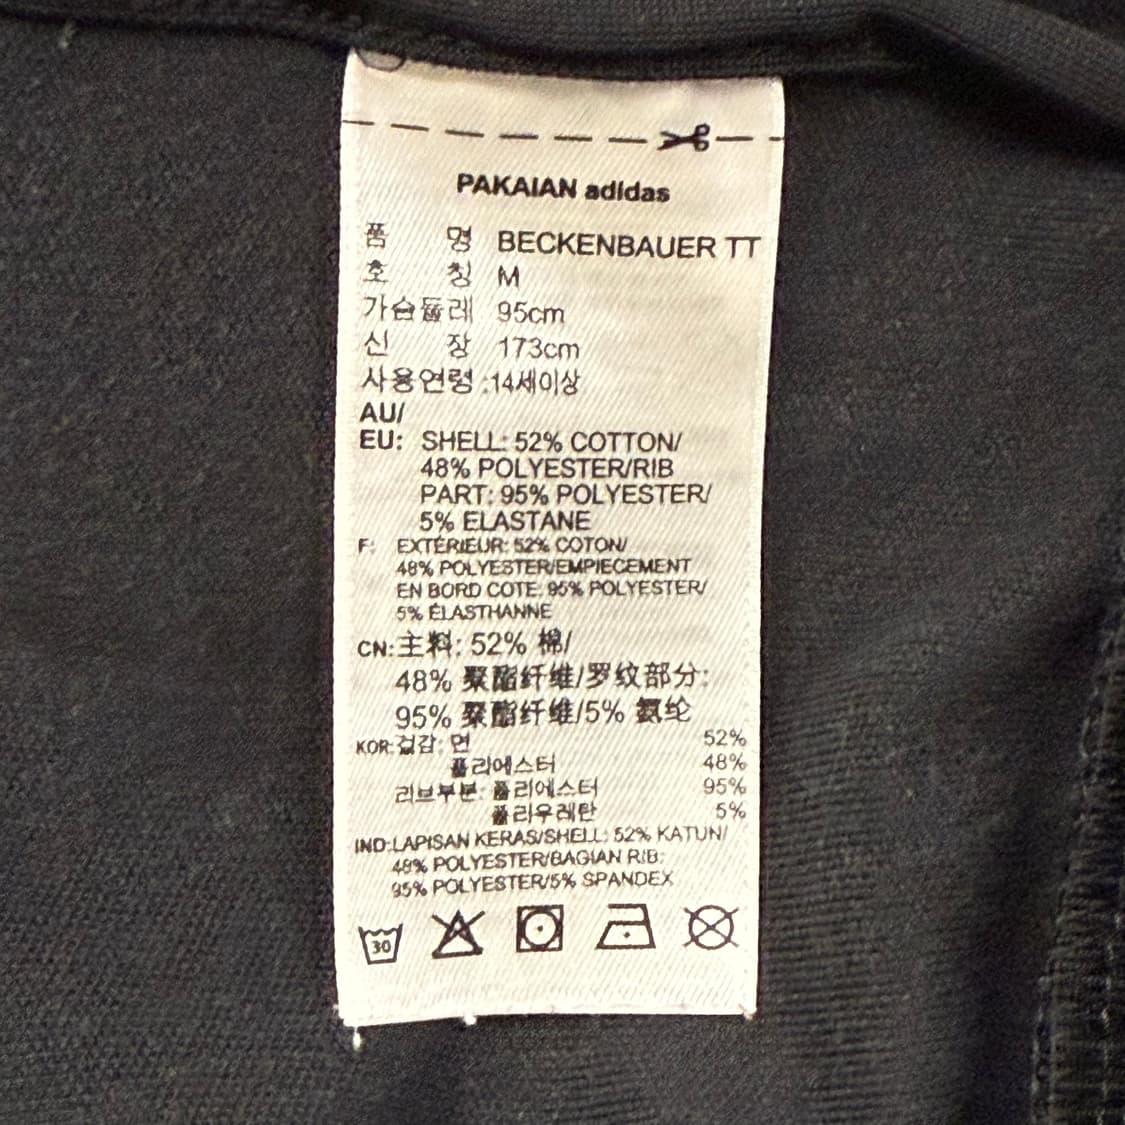 PAKAIAN adidas
품 명 BECKENBAUER TT
호 칭 M
가슴둘레 95cm
신 장 173cm
사용연령 :14세이상
AU/
EU: SHELL: 52% COTTON/
48% POLYESTER/RIB
PART: 95% POLYESTER/
5% ELASTANE
F: EXTÉRIEUR: 52% COTON/
48% POLYESTER/EMPIECEMENT
EN BORD COTE: 95% POLYESTER/
5% ÉLASTHANNE
CN:主料: 52% 棉/
48% 聚酯纤维/罗纹部分:
95% 聚酯纤维/5% 氨纶
KOR:겉감: 면 52%
폴리에스터 48%
리브부분: 폴리에스터 95%
폴리우레탄 5%
IND:LAPISAN KERAS/SHELL: 52% KATUN/
48% POLYESTER/BAGIAN RIB:
95% POLYESTER/5% SPANDEX
30